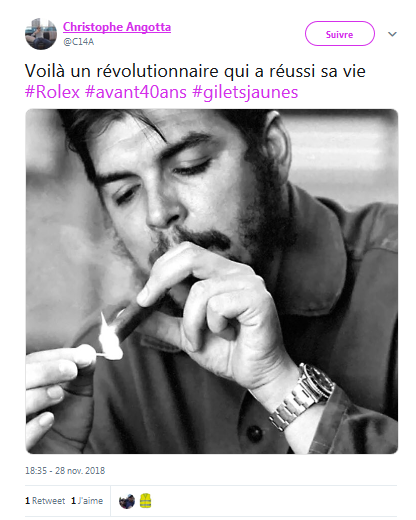 Christophe Angotta
@C14A
Suivre
Voilà un révolutionnaire qui a réussi sa vie
#Rolex #avant40ans #giletsjaunes
18:35 - 28 nov. 2018
1 Retweet 1 J'aime